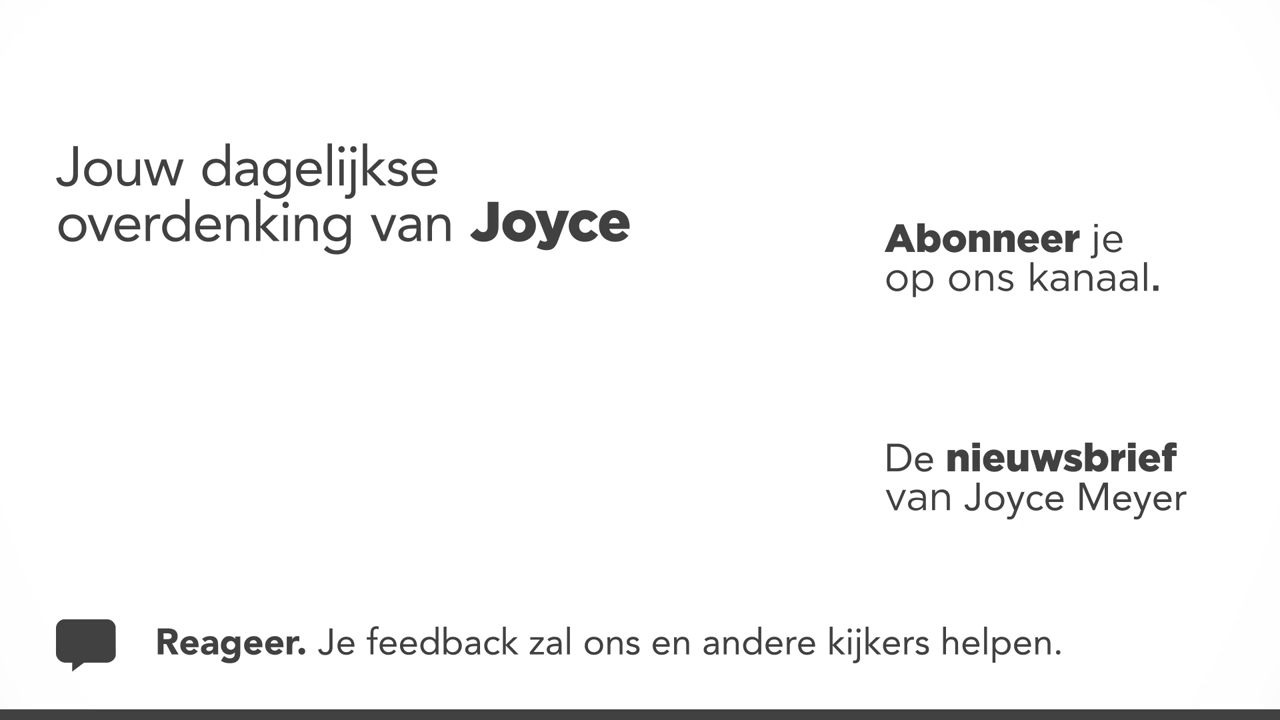 Jouw dagelijkse
overdenking van Joyce
Abonneer je
op ons kanaal.
De nieuwsbrief
van Joyce Meyer
Reageer. Je feedback zal ons en andere kijkers helpen.